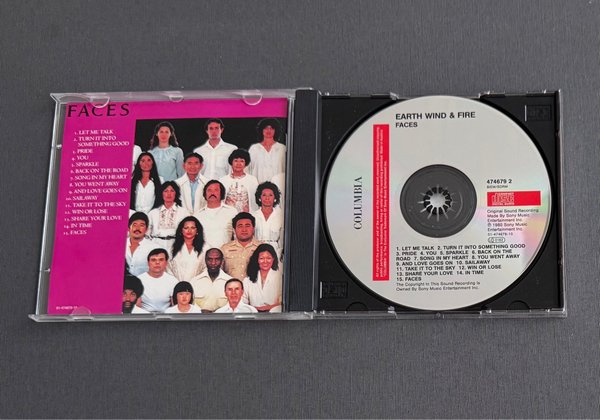 FACES
1. LET ME TALK
2. TURN IT INTO
SOMETHING GOOD
3. PRIDE
4. YOU
5. SPARKLE
6. BACK ON THE ROAD
7. SONG IN MY HEART
8. YOU WENT AWAY
9. AND LOVE GOES ON
10. SAILAWAY
11. TAKE IT TO THE SKY
12. WIN OR LOSE
13. SHARE YOUR LOVE
14. IN TIME
15. FACES
COLUMBIA
EARTH WIND & FIRE
FACES
474679 2
BIEM/SDRM
Original Sound Recording
Made By Sony Music
Entertainment Inc.
℗ 1980 Sony Music
Entertainment Inc.
01-474679-10
1. LET ME TALK 2. TURN IT INTO SOMETHING GOOD
3. PRIDE 4. YOU 5. SPARKLE 6. BACK ON THE
ROAD 7. SONG IN MY HEART 8. YOU WENT AWAY
9. AND LOVE GOES ON 10. SAILAWAY
11. TAKE IT TO THE SKY 12. WIN OR LOSE
13. SHARE YOUR LOVE 14. IN TIME
15. FACES
The Copyright In This Sound Recording is
Owned By Sony Music Entertainment Inc.